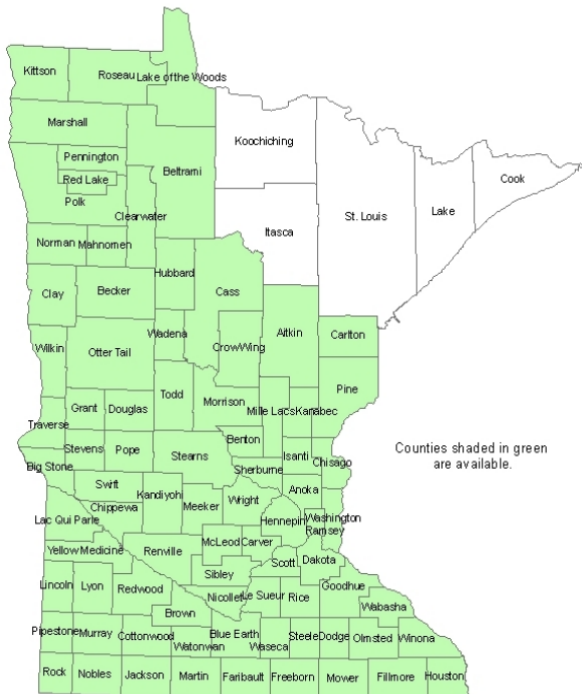 Kittson
Roseau
Lake of the Woods
Marshall
Koochiching
Pennington
Beltrami
Red Lake
Cook
Polk
Clearwater
St. Louis
Lake
Itasca
Norman
Mahnomen
Hubbard
Becker
Clay
Cass
Aitkin
Wadena
Carlton
Wilkin
CrowWing
Otter Tail
Pine
Todd
Morrison
Grant
Douglas
Mille Lacs
Kanabec
Traverse
Benton
Stevens
Pope
Stearns
Isanti
Chisago
Counties shaded in green
are available.
Big Stone
Sherburne
Swift
Kandiyohi
Anoka
Meeker
Wright
Chippewa
Lac Qui Parle
Hennepin
Washington
Ramsey
McLeod
Carver
Yellow Medicine
Renville
Scott
Dakota
Sibley
Lincoln
Lyon
Redwood
Goodhue
Nicollet
Le Sueur
Rice
Wabasha
Brown
Pipestone
Murray
Cottonwood
Watonwan
Blue Earth
Waseca
Steele
Dodge
Olmsted
Winona
Rock
Nobles
Jackson
Martin
Faribault
Freeborn
Mower
Fillmore
Houston